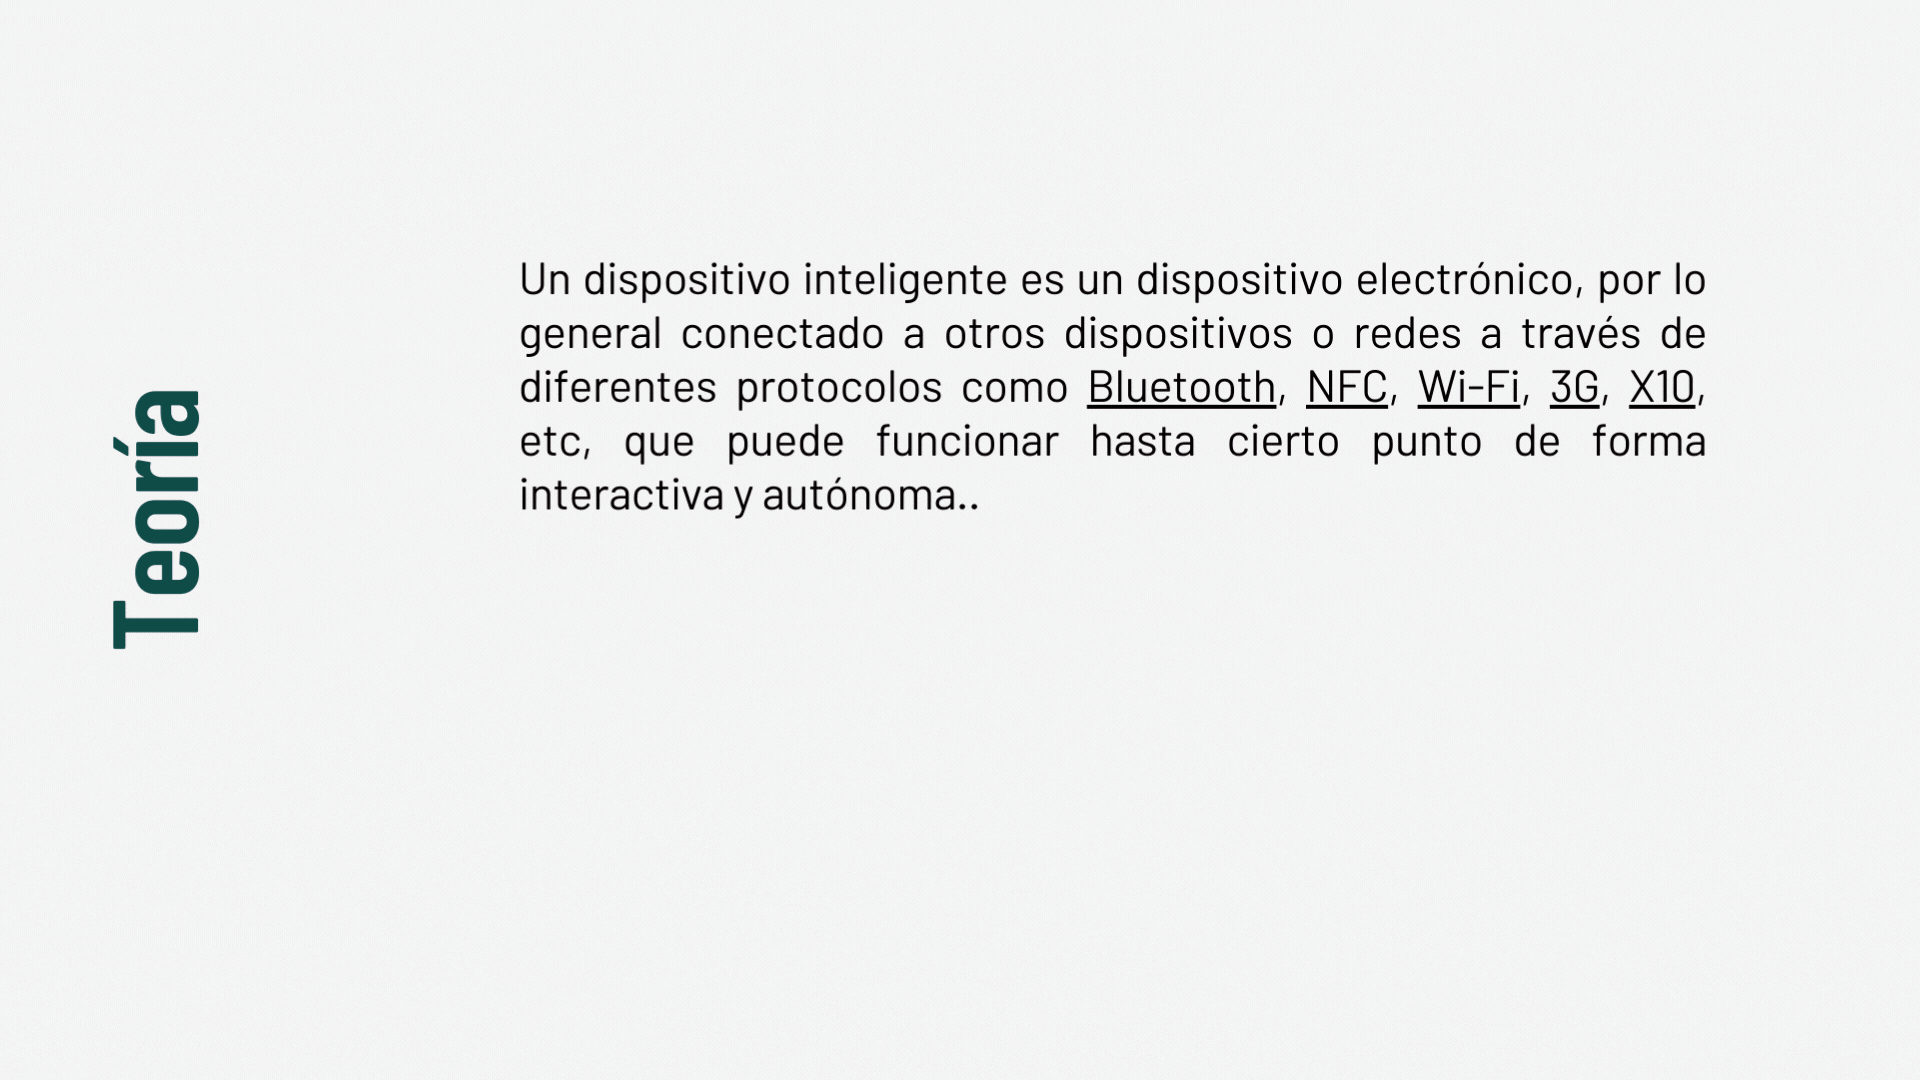 Teoría
Un dispositivo inteligente es un dispositivo electrónico, por lo
general conectado a otros dispositivos o redes a través de
diferentes protocolos como Bluetooth, NFC, Wi-Fi, 3G, X10,
etc, que puede funcionar hasta cierto punto de forma
interactiva y autónoma..